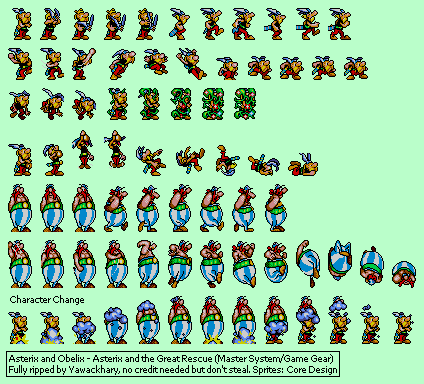 Character Change
Asterix and Obelix - Asterix and the Great Rescue (Master System/Game Gear)
Fully ripped by Yawackhary, no credit needed but don't steal. Sprites: Core Design